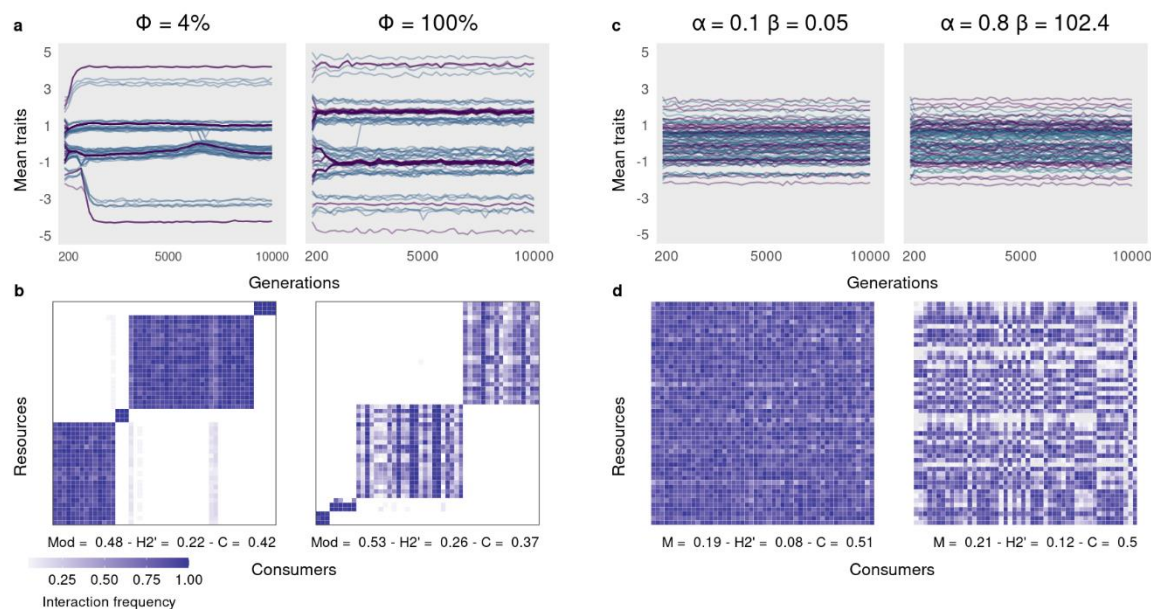 a
Φ = 4%
Φ = 100%
Mean traits
5
3
1
-1
-3
-5
200 5000 10000
200 5000 10000
Generations
b
Resources
Mod = 0.48 - H2' = 0.22 - C = 0.42
Mod = 0.53 - H2' = 0.26 - C = 0.37
Consumers
0.25 0.50 0.75 1.00
Interaction frequency
c
α = 0.1 β = 0.05
α = 0.8 β = 102.4
Mean traits
5
3
1
-1
-3
-5
200 5000 10000
200 5000 10000
Generations
d
Resources
M = 0.19 - H2' = 0.08 - C = 0.51
M = 0.21 - H2' = 0.12 - C = 0.5
Consumers